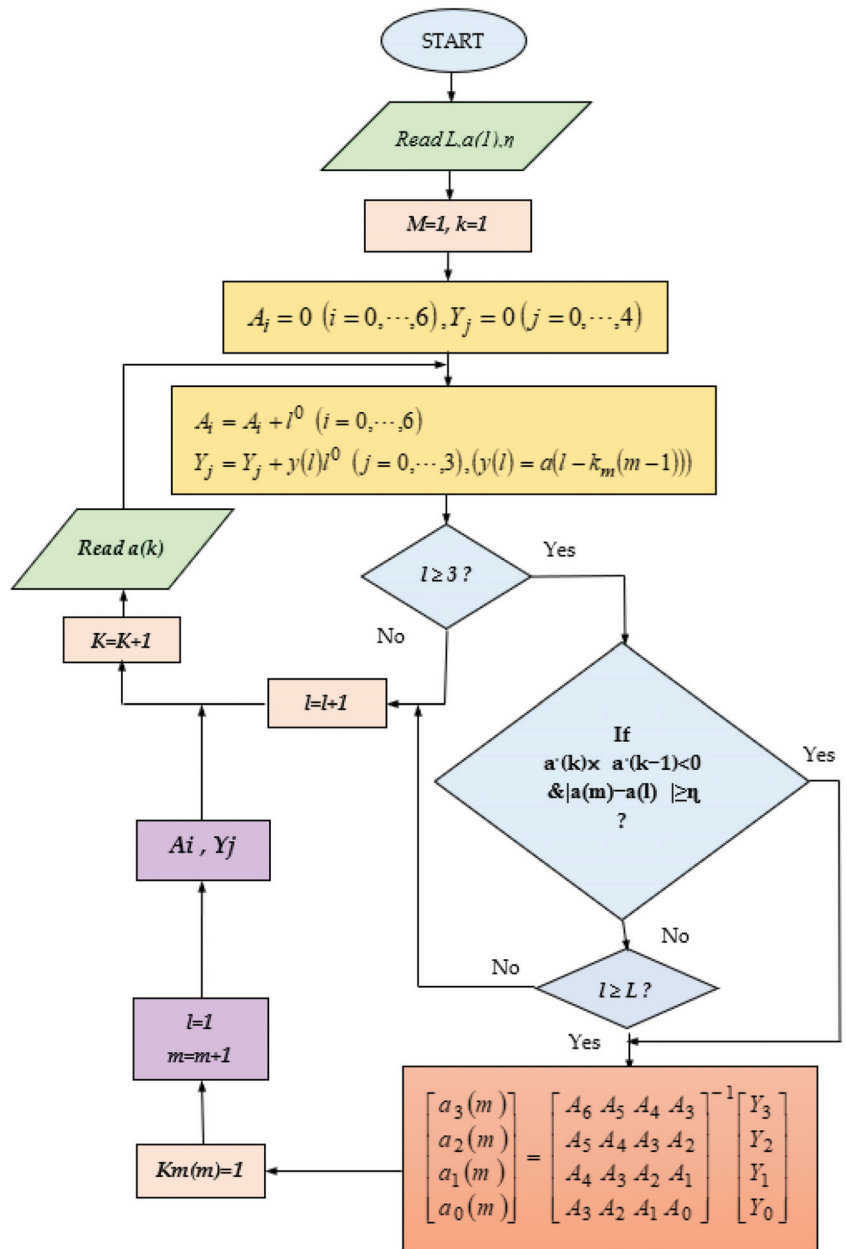 START
Read L,a(1),η
M=1, k=1
A_i = 0 (i = 0,⋯,6), Y_j = 0 (j = 0,⋯,4)
A_i = A_i + l^0 (i = 0,⋯,6)
Y_j = Y_j + y(l)l^0 (j = 0,⋯,3),(y(l) = a(l − k_m(m−1)))
Read a(k)
l ≥ 3 ?
Yes
No
K=K+1
l=l+1
If
a'(k)× a'(k−1)<0
&|a(m)−a(l) |≥η
?
Yes
No
Ai , Yj
No
l ≥ L ?
Yes
l=1
m=m+1
[a_3(m)] = [A_6 A_5 A_4 A_3]^-1 [Y_3]
[a_2(m)] [A_5 A_4 A_3 A_2] [Y_2]
[a_1(m)] [A_4 A_3 A_2 A_1] [Y_1]
[a_0(m)] [A_3 A_2 A_1 A_0] [Y_0]
Km(m)=1